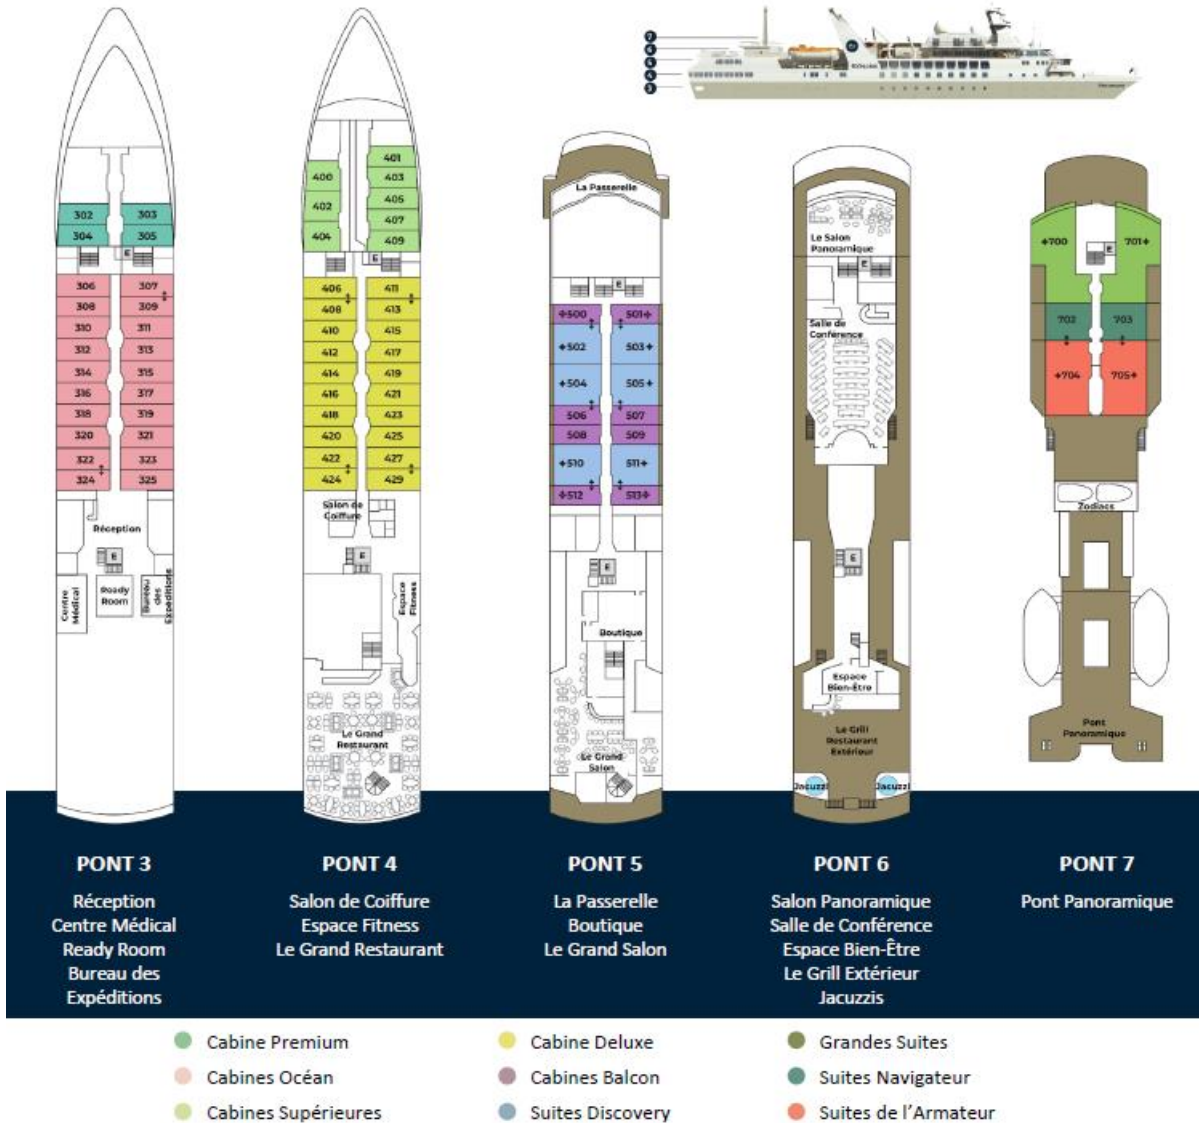 7
6
5
4
3
La Passerelle
401
400
403
402
405
407
404
409
302
303
304
305
E
E
306
307
308
309
310
311
312
313
314
315
316
317
318
319
320
321
322
323
324
325
406
411
408
413
410
415
412
417
414
419
416
421
418
423
420
425
422
427
424
429
E
500
501
502
503
504
505
506
507
508
509
510
511
512
513
Le Salon
Panoramique
E
Salle de
Conférence
700
701
E
702
703
704
705
Zodiacs
Réception
E
Centre
Médical
Ready
Room
Bureau
des
Expéditions
Salon de
Coiffure
E
Espace
Fitness
Le Grand
Restaurant
E
Boutique
Le Grand
Salon
E
Espace
Bien-Être
Le Grill
Restaurant
Extérieur
Jacuzzi
Jacuzzi
Pont
Panoramique
PONT 3
Réception
Centre Médical
Ready Room
Bureau des
Expéditions
PONT 4
Salon de Coiffure
Espace Fitness
Le Grand Restaurant
PONT 5
La Passerelle
Boutique
Le Grand Salon
PONT 6
Salon Panoramique
Salle de Conférence
Espace Bien-Être
Le Grill Extérieur
Jacuzzis
PONT 7
Pont Panoramique
Cabine Premium
Cabines Océan
Cabines Supérieures
Cabine Deluxe
Cabines Balcon
Suites Discovery
Grandes Suites
Suites Navigateur
Suites de l'Armateur